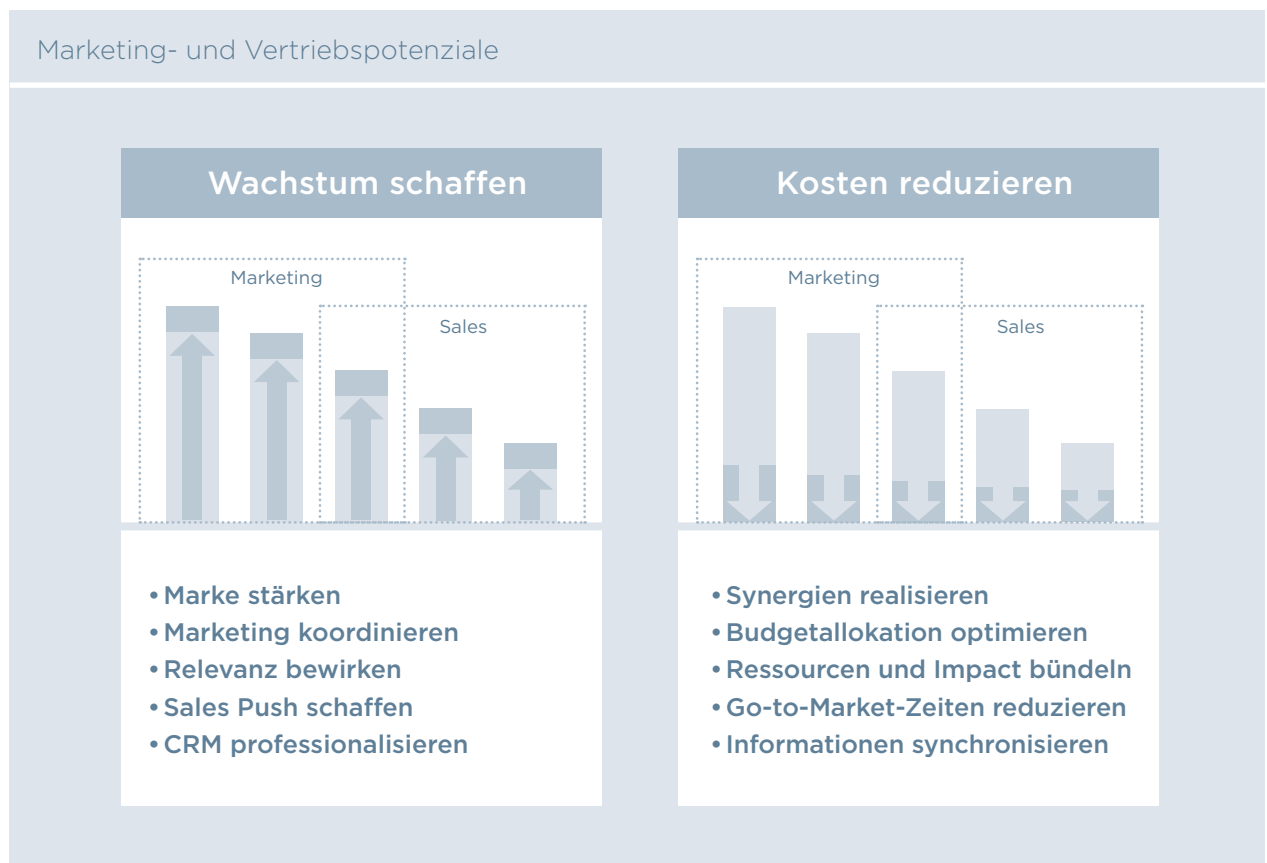 Marketing- und Vertriebspotenziale
Wachstum schaffen
Marketing
Sales
• Marke stärken
• Marketing koordinieren
• Relevanz bewirken
• Sales Push schaffen
• CRM professionalisieren
Kosten reduzieren
Marketing
Sales
• Synergien realisieren
• Budgetallokation optimieren
• Ressourcen und Impact bündeln
• Go-to-Market-Zeiten reduzieren
• Informationen synchronisieren